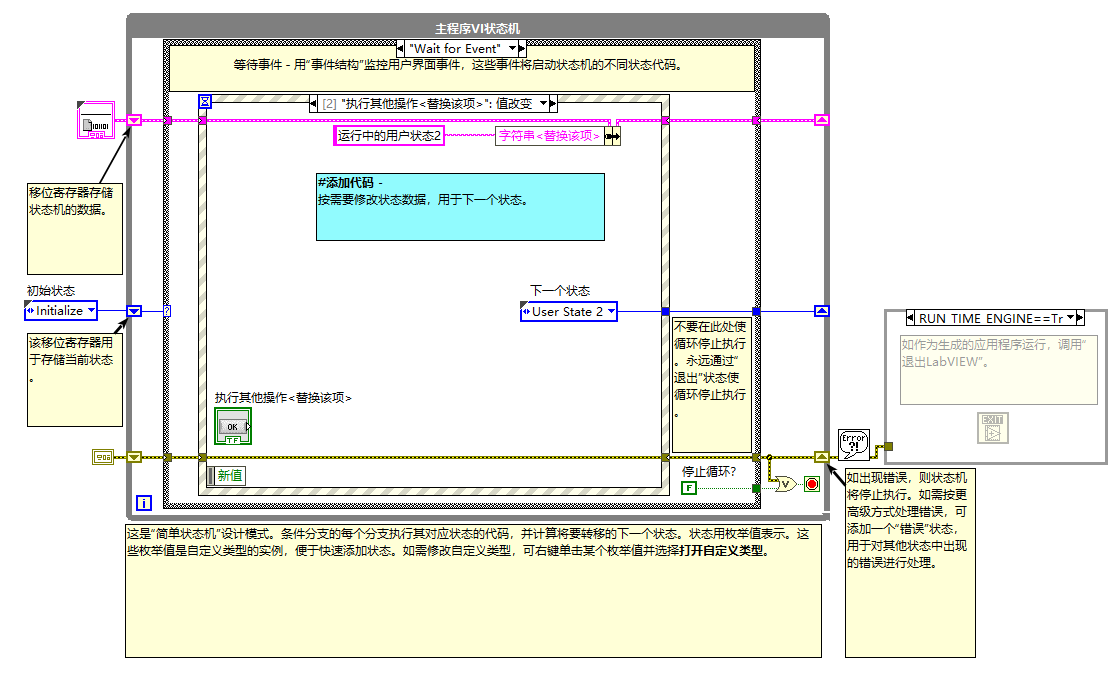 主程序VI状态机
"Wait for Event"
等待事件 - 用“事件结构”监控用户界面事件，这些事件将启动状态机的不同状态代码。
[2] "执行其他操作<替换该项>": 值改变
运行中的用户状态2
字符串<替换该项>
#添加代码 -
按需要修改状态数据，用于下一个状态。
移位寄存器存储
状态机的数据。
初始状态
Initialize
该移位寄存器用
于存储当前状态
。
下一个状态
User State 2
不要在此处使
循环停止执行
。永远通过“
退出”状态使
循环停止执行
。
执行其他操作<替换该项>
OK
TF
新值
停止循环?
F
V
i
Error
?!
RUN_TIME_ENGINE==Tr
如作为生成的应用程序运行，调用“
退出LabVIEW”。
EXIT
如出现错误，则状态机
将停止执行。如需按更
高级方式处理错误，可
添加一个“错误”状态，
用于对其他状态中出现
的错误进行处理。
这是“简单状态机”设计模式。条件分支的每个分支执行其对应状态的代码，并计算将要转移的下一个状态。状态用枚举值表示。这
些枚举值是自定义类型的实例，便于快速添加状态。如需修改自定义类型，可右键单击某个枚举值并选择打开自定义类型。